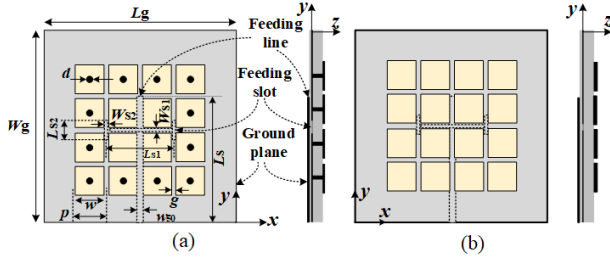 Lg
Feeding line
y
z
y
z
d
Feeding slot
WS2
WS1
Wg
LS2
Ls
Ls1
Ground plane
y
y
w
g
p
ws0
x
x
(a)
(b)